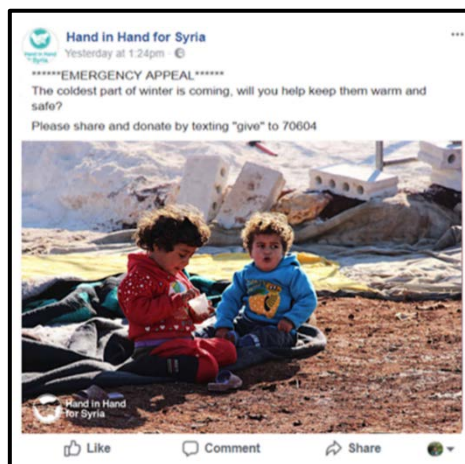 Hand in Hand for Syria
Yesterday at 1:24pm ·
******EMERGENCY APPEAL******
The coldest part of winter is coming, will you help keep them warm and
safe?
Please share and donate by texting "give" to 70604
Hand in Hand
for Syria
Like Comment Share